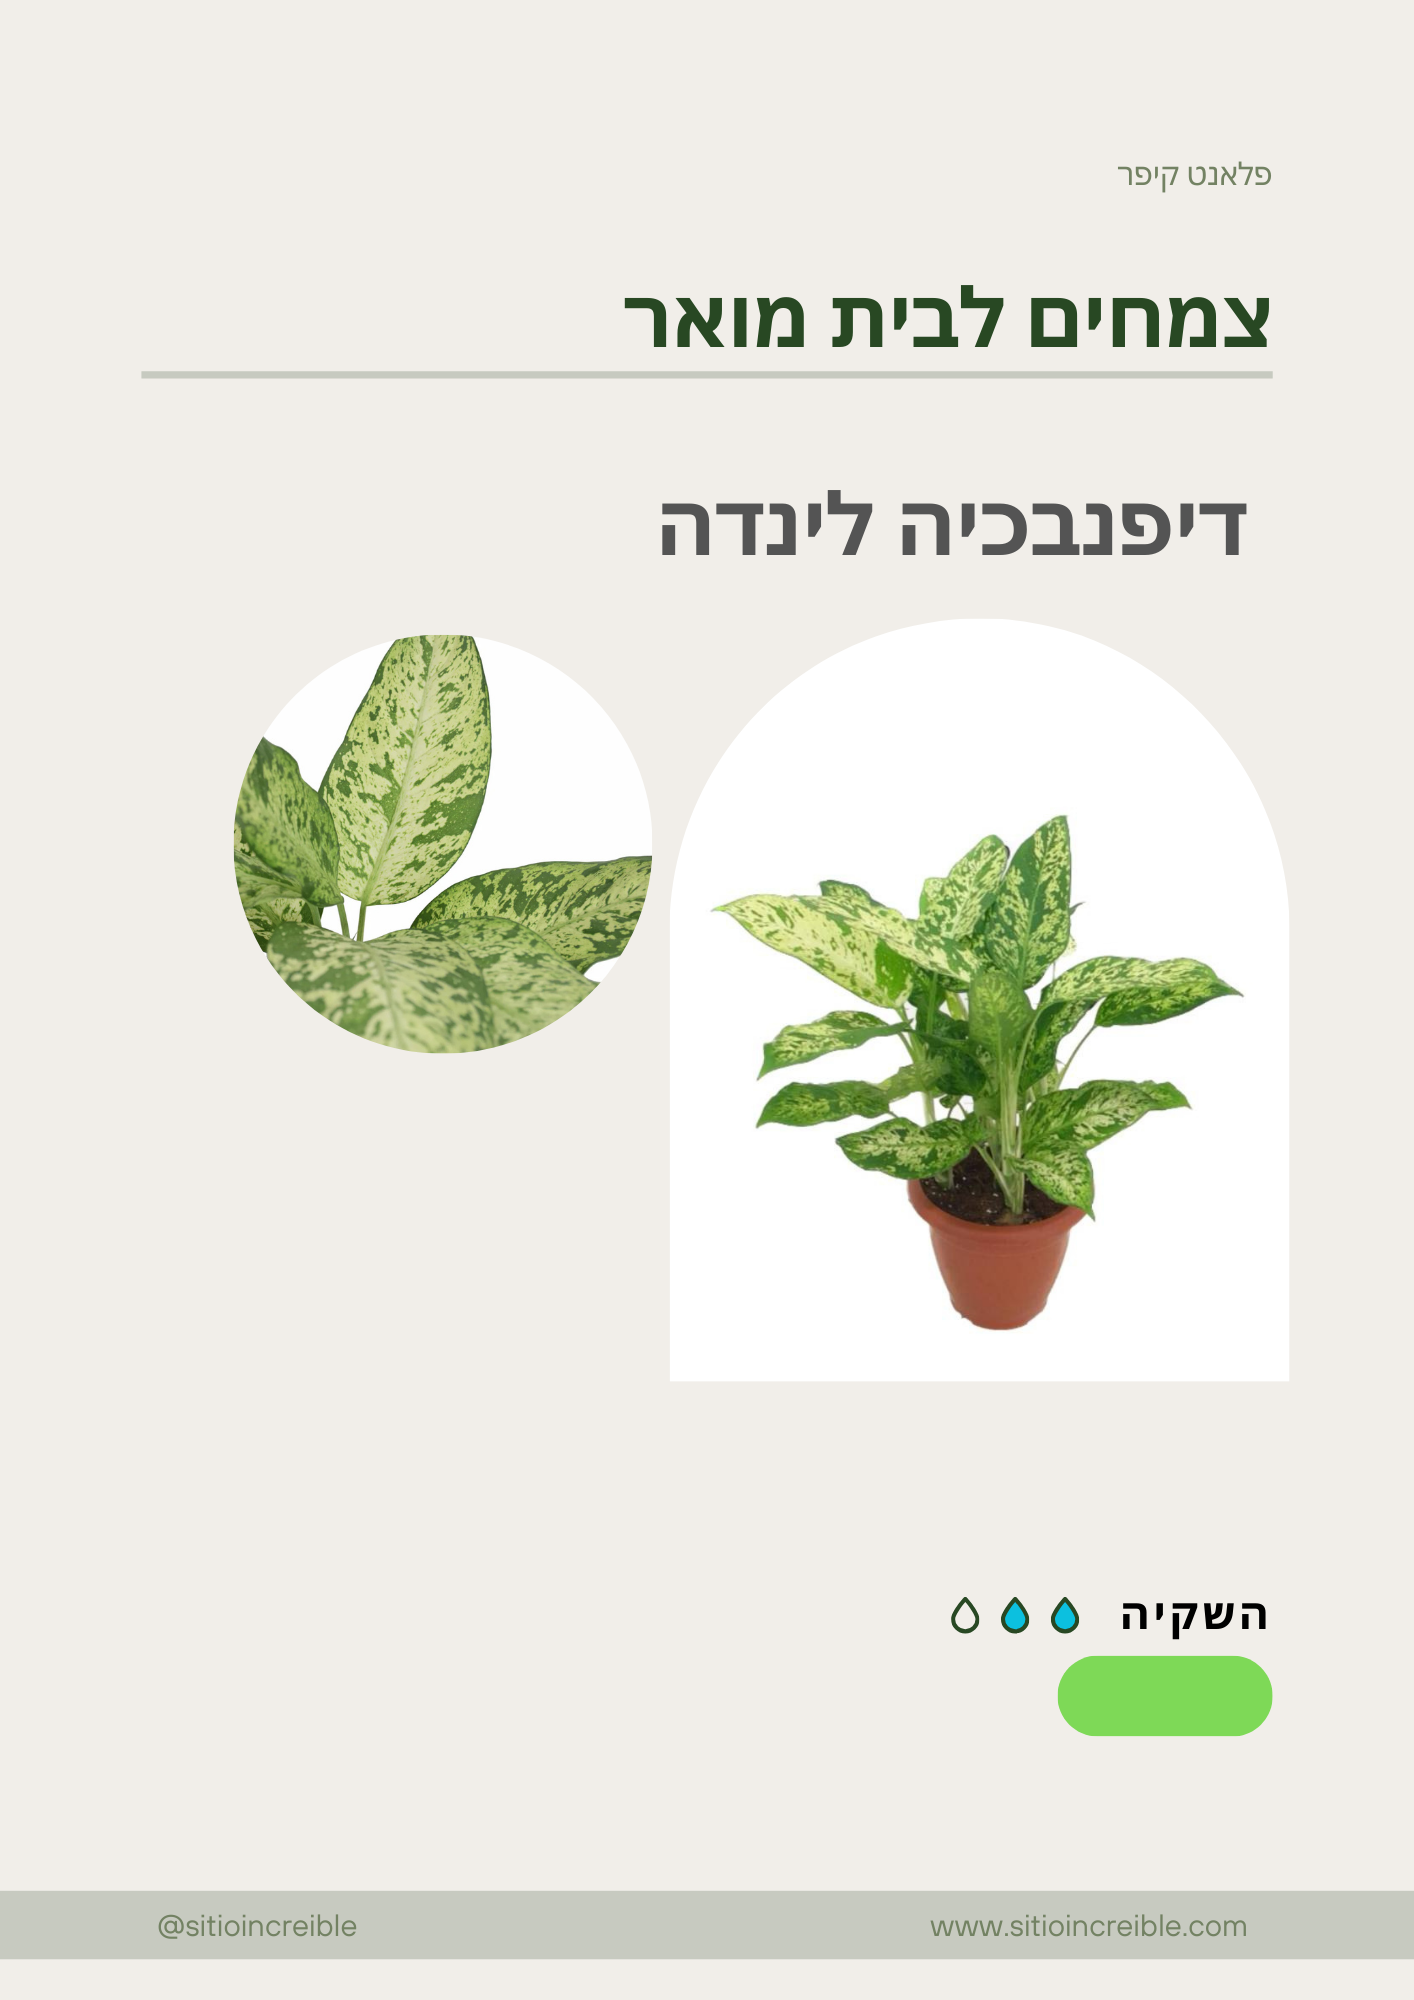 פלאנט קיפר
צמחים לבית מואר
דיפנבכיה לינדה
השקיה
@sitioincreible
www.sitioincreible.com